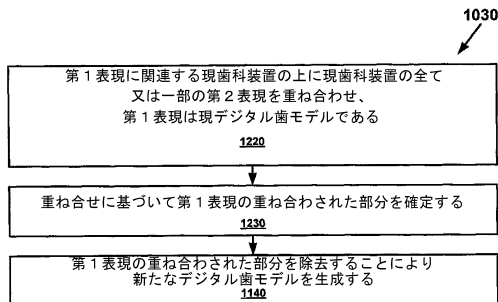 1030
第１表現に関連する現歯科装置の上に現歯科装置の全て
又は一部の第２表現を重ね合わせ、
第１表現は現デジタル歯モデルである
1220
重ね合せに基づいて第１表現の重ね合わされた部分を確定する
1230
第１表現の重ね合わされた部分を除去することにより
新たなデジタル歯モデルを生成する
1140